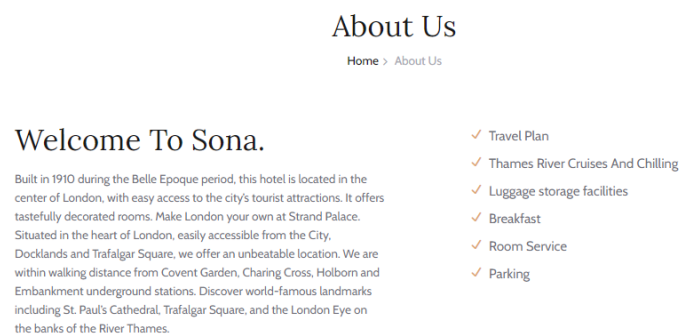 About Us
Home > About Us
Welcome To Sona.
Built in 1910 during the Belle Epoque period, this hotel is located in the
center of London, with easy access to the city's tourist attractions. It offers
tastefully decorated rooms. Make London your own at Strand Palace.
Situated in the heart of London, easily accessible from the City,
Docklands and Trafalgar Square, we offer an unbeatable location. We are
within walking distance from Covent Garden, Charing Cross, Holborn and
Embankment underground stations. Discover world-famous landmarks
including St. Paul's Cathedral, Trafalgar Square, and the London Eye on
the banks of the River Thames.
Travel Plan
Thames River Cruises And Chilling
Luggage storage facilities
Breakfast
Room Service
Parking